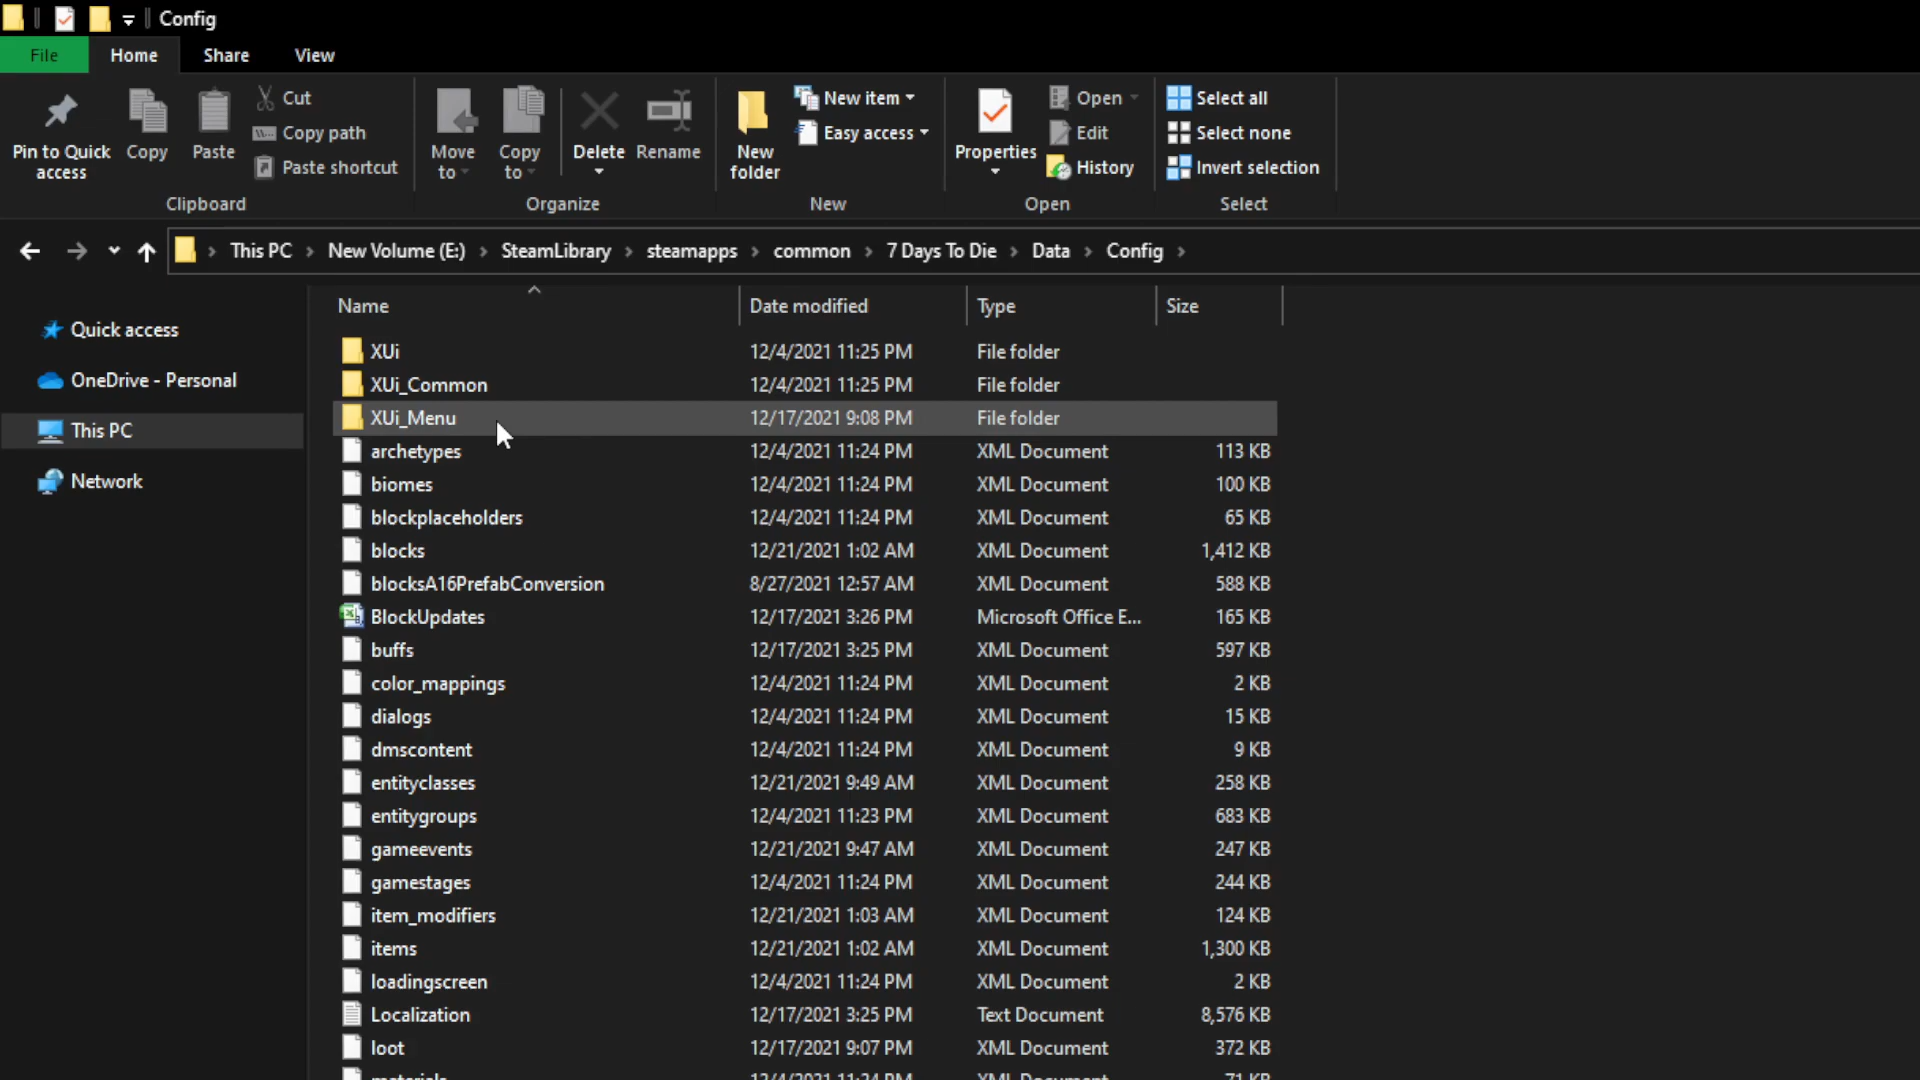 Config
File Home Share View
Pin to Quick access
Copy
Paste
Cut
Copy path
Paste shortcut
Clipboard
Move to
Copy to
Delete
Rename
Organize
New folder
New item
Easy access
New
Properties
Open
Edit
History
Open
Select all
Select none
Invert selection
Select
This PC New Volume (E:) SteamLibrary steamapps common 7 Days To Die Data Config
Quick access
OneDrive - Personal
This PC
Network
Name Date modified Type Size
XUi 12/4/2021 11:25 PM File folder
XUi_Common 12/4/2021 11:25 PM File folder
XUi_Menu 12/17/2021 9:08 PM File folder
archetypes 12/4/2021 11:24 PM XML Document 113 KB
biomes 12/4/2021 11:24 PM XML Document 100 KB
blockplaceholders 12/4/2021 11:24 PM XML Document 65 KB
blocks 12/21/2021 1:02 AM XML Document 1,412 KB
blocksA16PrefabConversion 8/27/2021 12:57 AM XML Document 588 KB
BlockUpdates 12/17/2021 3:26 PM Microsoft Office E... 165 KB
buffs 12/17/2021 3:25 PM XML Document 597 KB
color_mappings 12/4/2021 11:24 PM XML Document 2 KB
dialogs 12/4/2021 11:24 PM XML Document 15 KB
dmscontent 12/4/2021 11:24 PM XML Document 9 KB
entityclasses 12/21/2021 9:49 AM XML Document 258 KB
entitygroups 12/4/2021 11:23 PM XML Document 683 KB
gameevents 12/21/2021 9:47 AM XML Document 247 KB
gamestages 12/4/2021 11:24 PM XML Document 244 KB
item_modifiers 12/21/2021 1:03 AM XML Document 124 KB
items 12/21/2021 1:02 AM XML Document 1,300 KB
loadingscreen 12/4/2021 11:24 PM XML Document 2 KB
Localization 12/17/2021 3:25 PM Text Document 8,576 KB
loot 12/17/2021 9:07 PM XML Document 372 KB
materials 12/4/2021 11:24 PM XML Document 71 KB